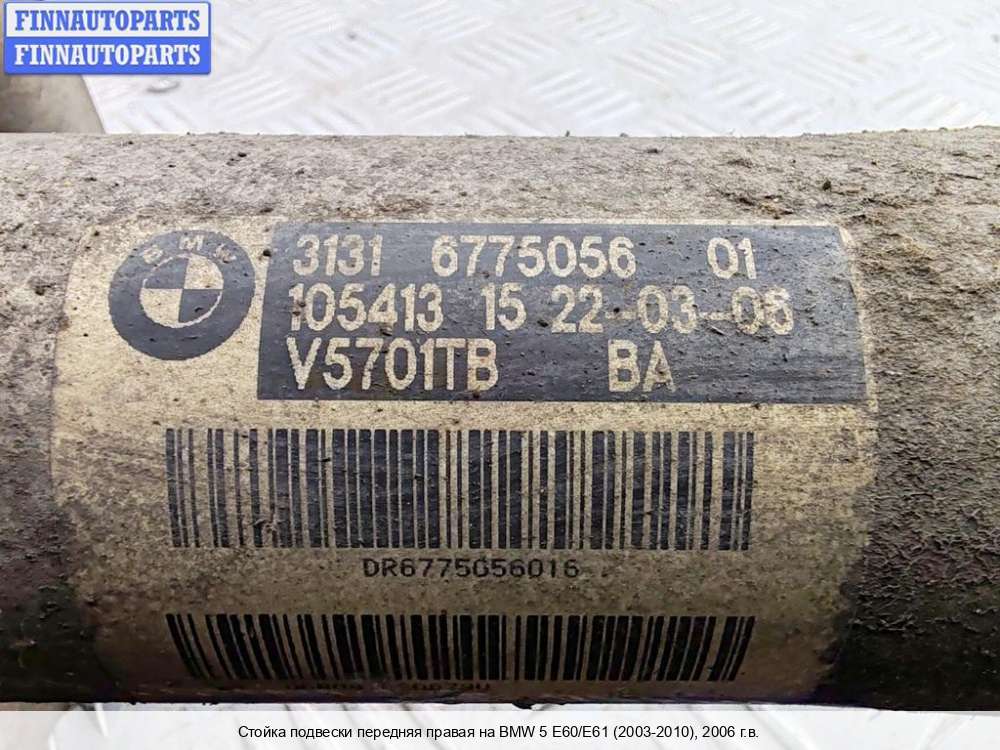 FINNAUTOPARTS
FINNAUTOPARTS
BMW
3131 6775056 01
105413 15 22-03-06
V5701TB BA
DR6775056016
Стойка подвески передняя правая на BMW 5 E60/E61 (2003-2010), 2006 г.в.